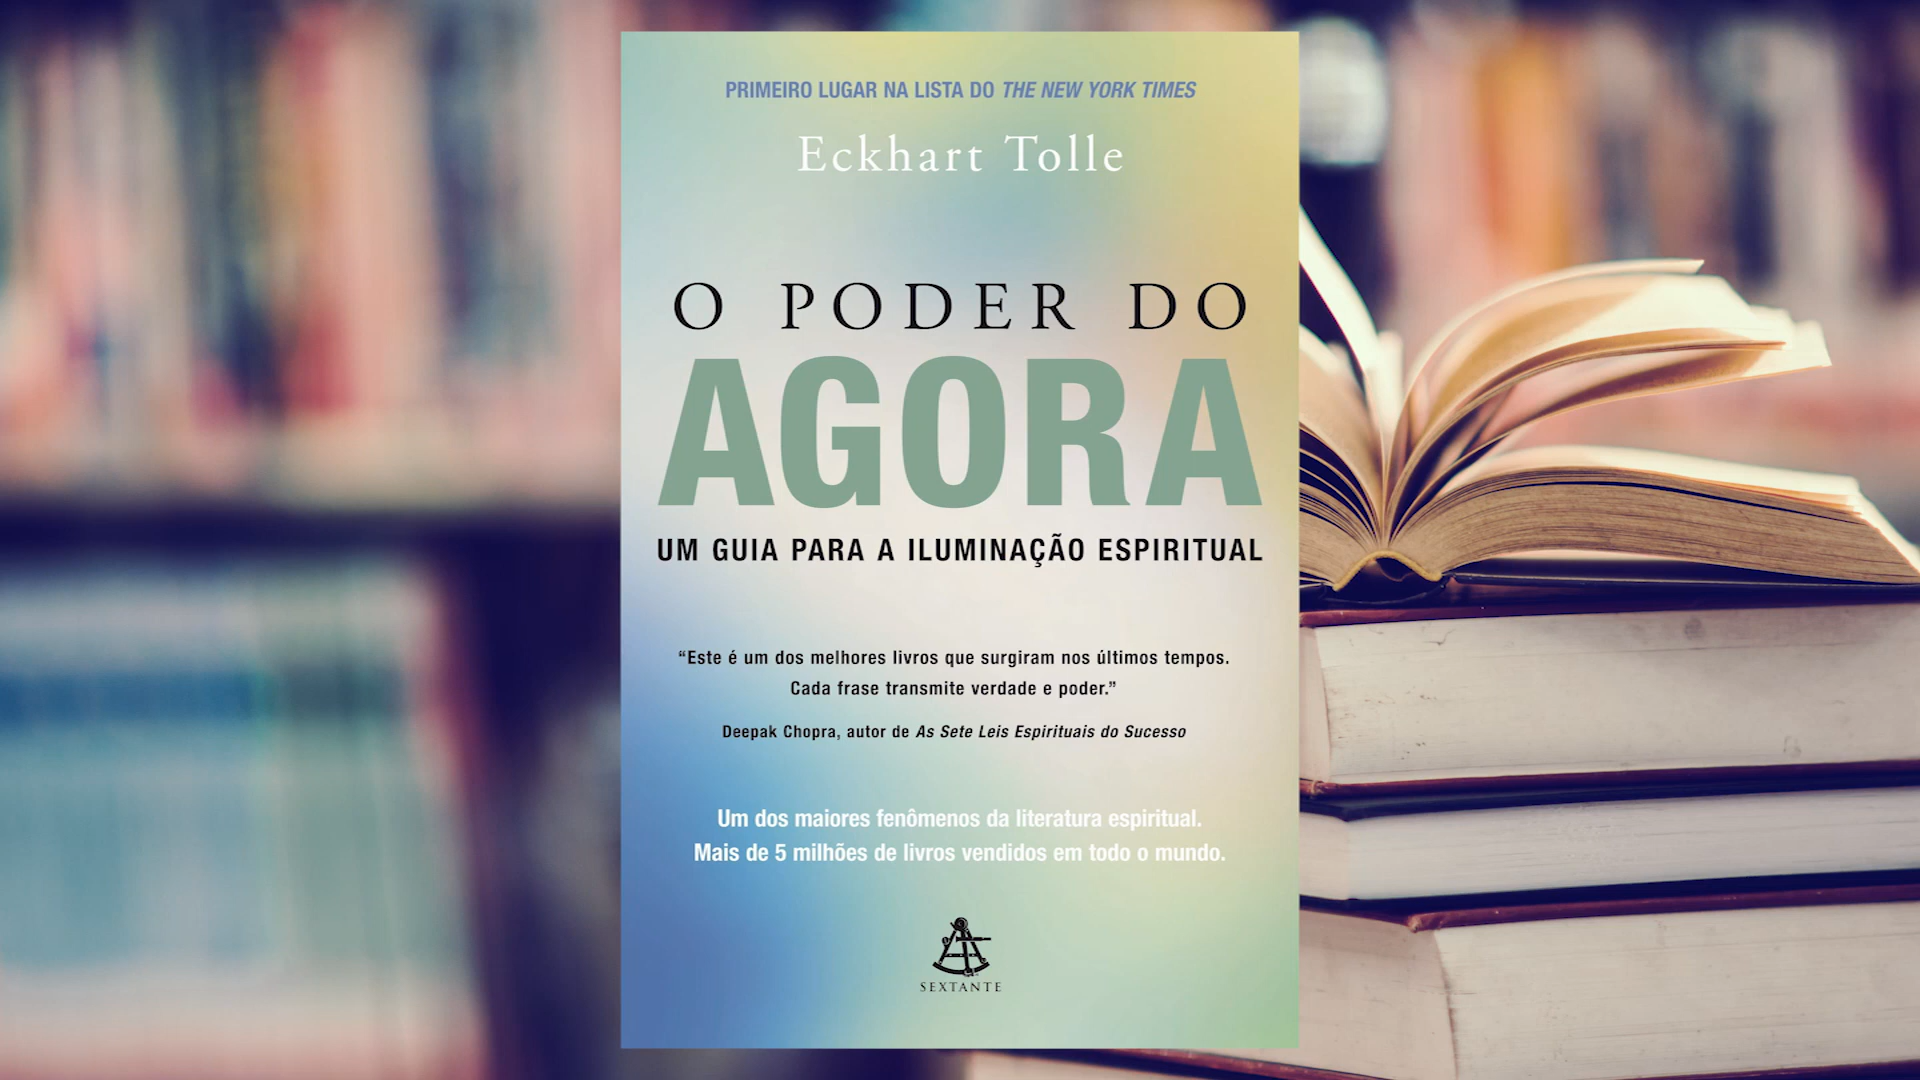 PRIMEIRO LUGAR NA LISTA DO THE NEW YORK TIMES
Eckhart Tolle
O PODER DO
AGORA
UM GUIA PARA A ILUMINAÇÃO ESPIRITUAL
“Este é um dos melhores livros que surgiram nos últimos tempos.
Cada frase transmite verdade e poder.”
Deepak Chopra, autor de As Sete Leis Espirituais do Sucesso
Um dos maiores fenômenos da literatura espiritual.
Mais de 5 milhões de livros vendidos em todo o mundo.
SEXTANTE